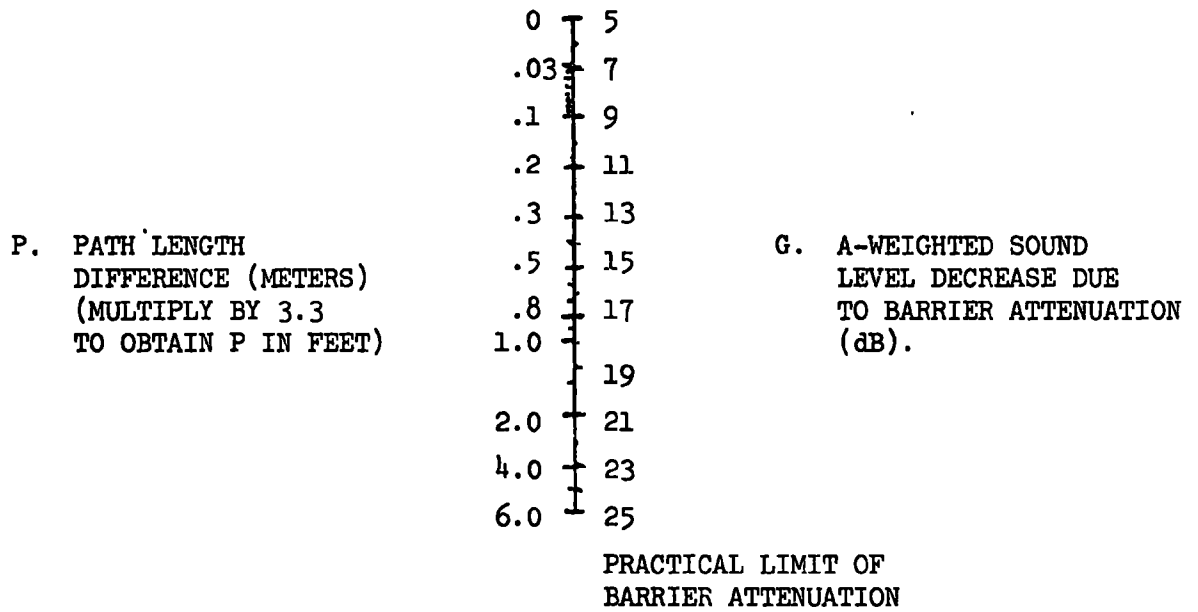 0 5
.03 7
.1 9
.2 11
.3 13
P. PATH LENGTH
DIFFERENCE (METERS)
(MULTIPLY BY 3.3
TO OBTAIN P IN FEET)
.5 15
.8 17
1.0
19
2.0 21
4.0 23
6.0 25
G. A-WEIGHTED SOUND
LEVEL DECREASE DUE
TO BARRIER ATTENUATION
(dB).
PRACTICAL LIMIT OF
BARRIER ATTENUATION